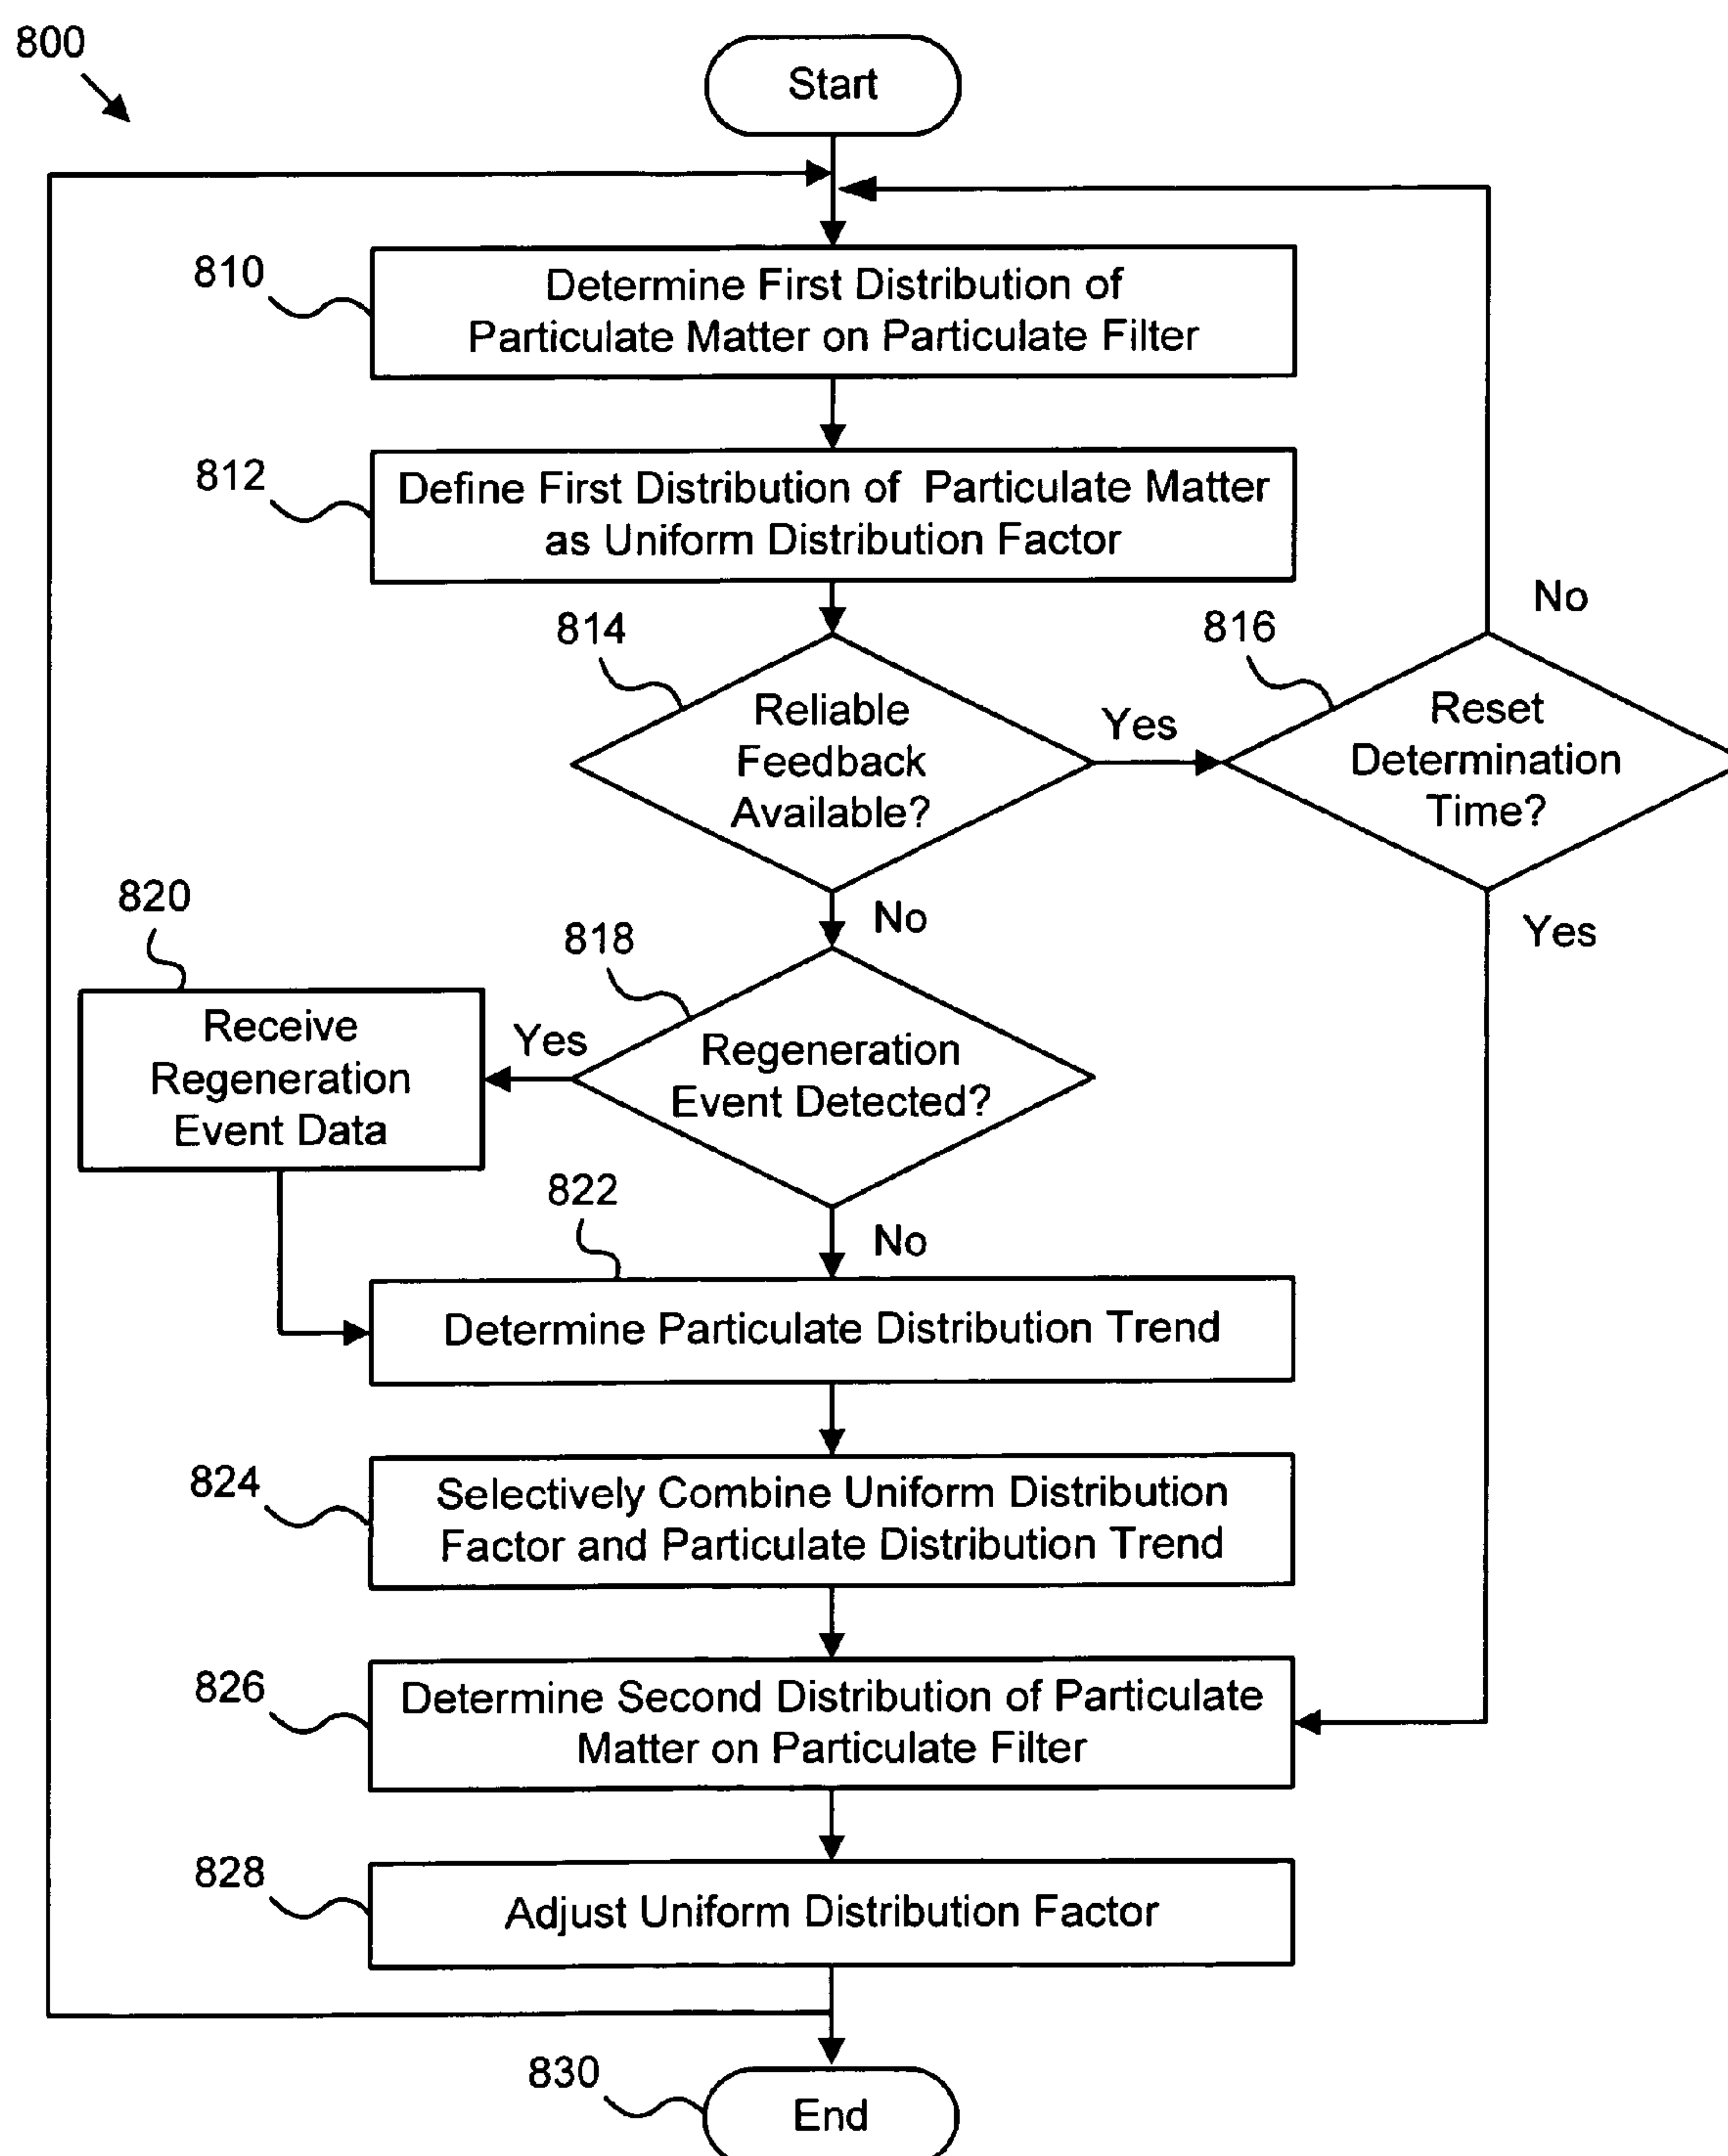 800
Start
810
Determine First Distribution of
Particulate Matter on Particulate Filter
812
Define First Distribution of Particulate Matter
as Uniform Distribution Factor
814
Reliable
Feedback
Available?
Yes
816
Reset
Determination
Time?
No
Yes
No
818
Regeneration
Event Detected?
Yes
820
Receive
Regeneration
Event Data
No
822
Determine Particulate Distribution Trend
824
Selectively Combine Uniform Distribution
Factor and Particulate Distribution Trend
826
Determine Second Distribution of Particulate
Matter on Particulate Filter
828
Adjust Uniform Distribution Factor
830
End